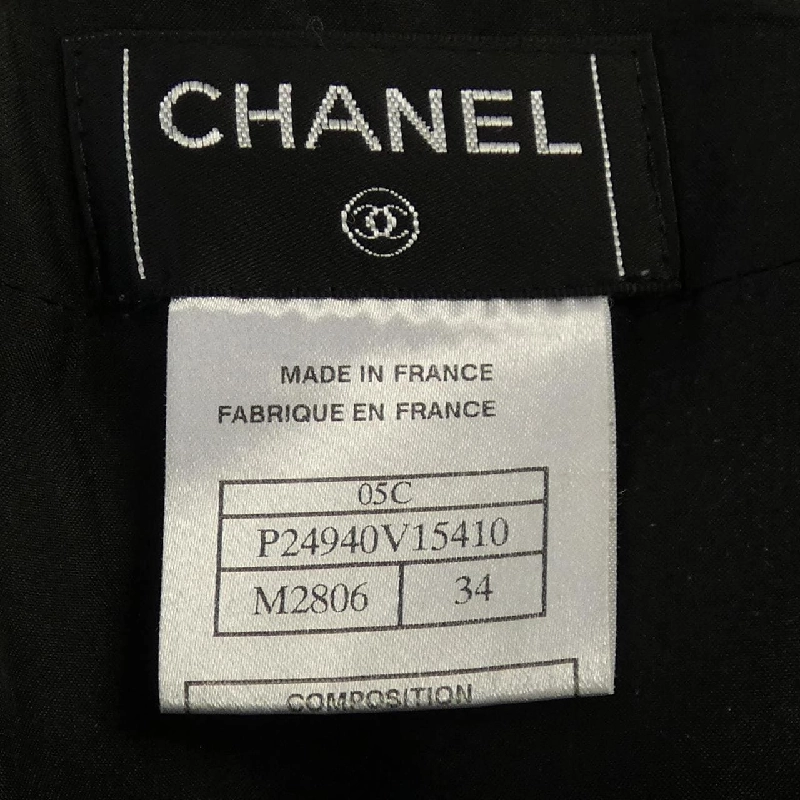 CHANEL
MADE IN FRANCE
FABRIQUE EN FRANCE
05C
P24940V15410
M2806 34
COMPOSITION